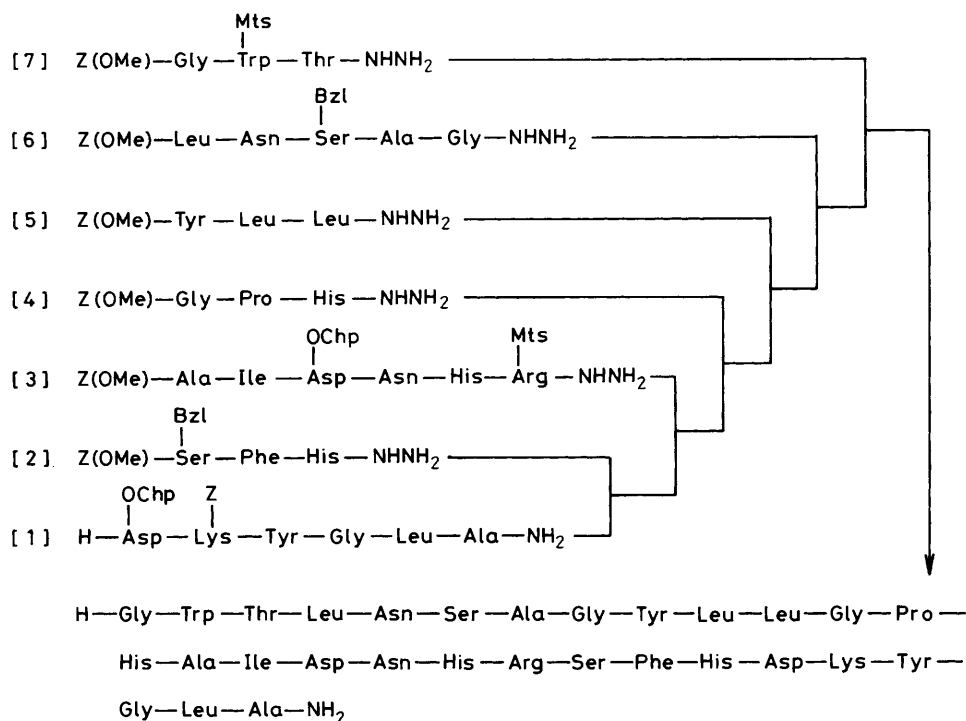 Mts
[7] Z(OMe)—Gly—Trp—Thr—NHNH₂
Bzl
[6] Z(OMe)—Leu—Asn—Ser—Ala—Gly—NHNH₂
[5] Z(OMe)—Tyr—Leu—Leu—NHNH₂
[4] Z(OMe)—Gly—Pro—His—NHNH₂
OChp Mts
[3] Z(OMe)—Ala—Ile—Asp—Asn—His—Arg—NHNH₂
Bzl
[2] Z(OMe)—Ser—Phe—His—NHNH₂
OChp Z
[1] H—Asp—Lys—Tyr—Gly—Leu—Ala—NH₂
H—Gly—Trp—Thr—Leu—Asn—Ser—Ala—Gly—Tyr—Leu—Leu—Gly—Pro—
His—Ala—Ile—Asp—Asn—His—Arg—Ser—Phe—His—Asp—Lys—Tyr—
Gly—Leu—Ala—NH₂